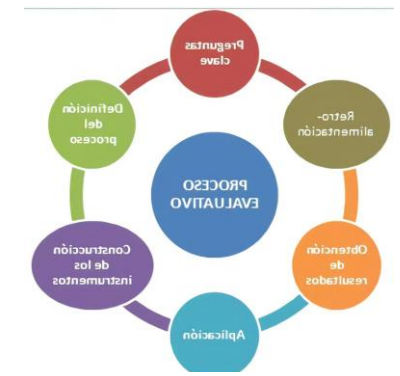 Preguntas
clave
Definición
del
proceso
Retro-
alimentación
PROCESO
EVALUATIVO
Construcción
de los
instrumentos
Obtención
de
resultados
Aplicación